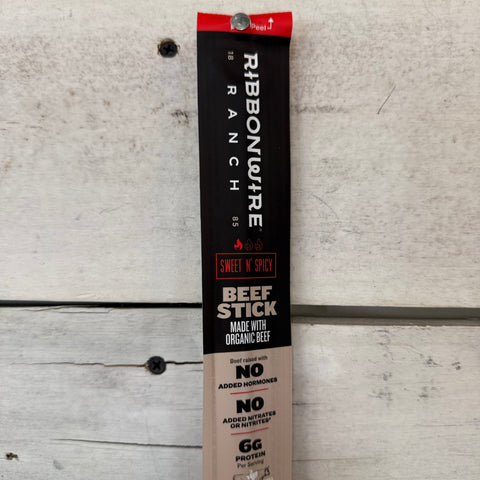 Peel
RIBBONWIRE
18 RANCH 85
SWEET N' SPICY
BEEF
STICK
MADE WITH
ORGANIC BEEF
Beef raised with
NO
ADDED HORMONES
NO
ADDED NITRATES
OR NITRITES*
6G
PROTEIN
Per Serving